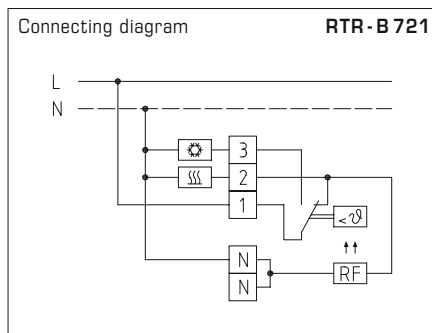 Connecting diagram RTR-B 721
L
N
3
2
1
< ϑ
N
N
RF